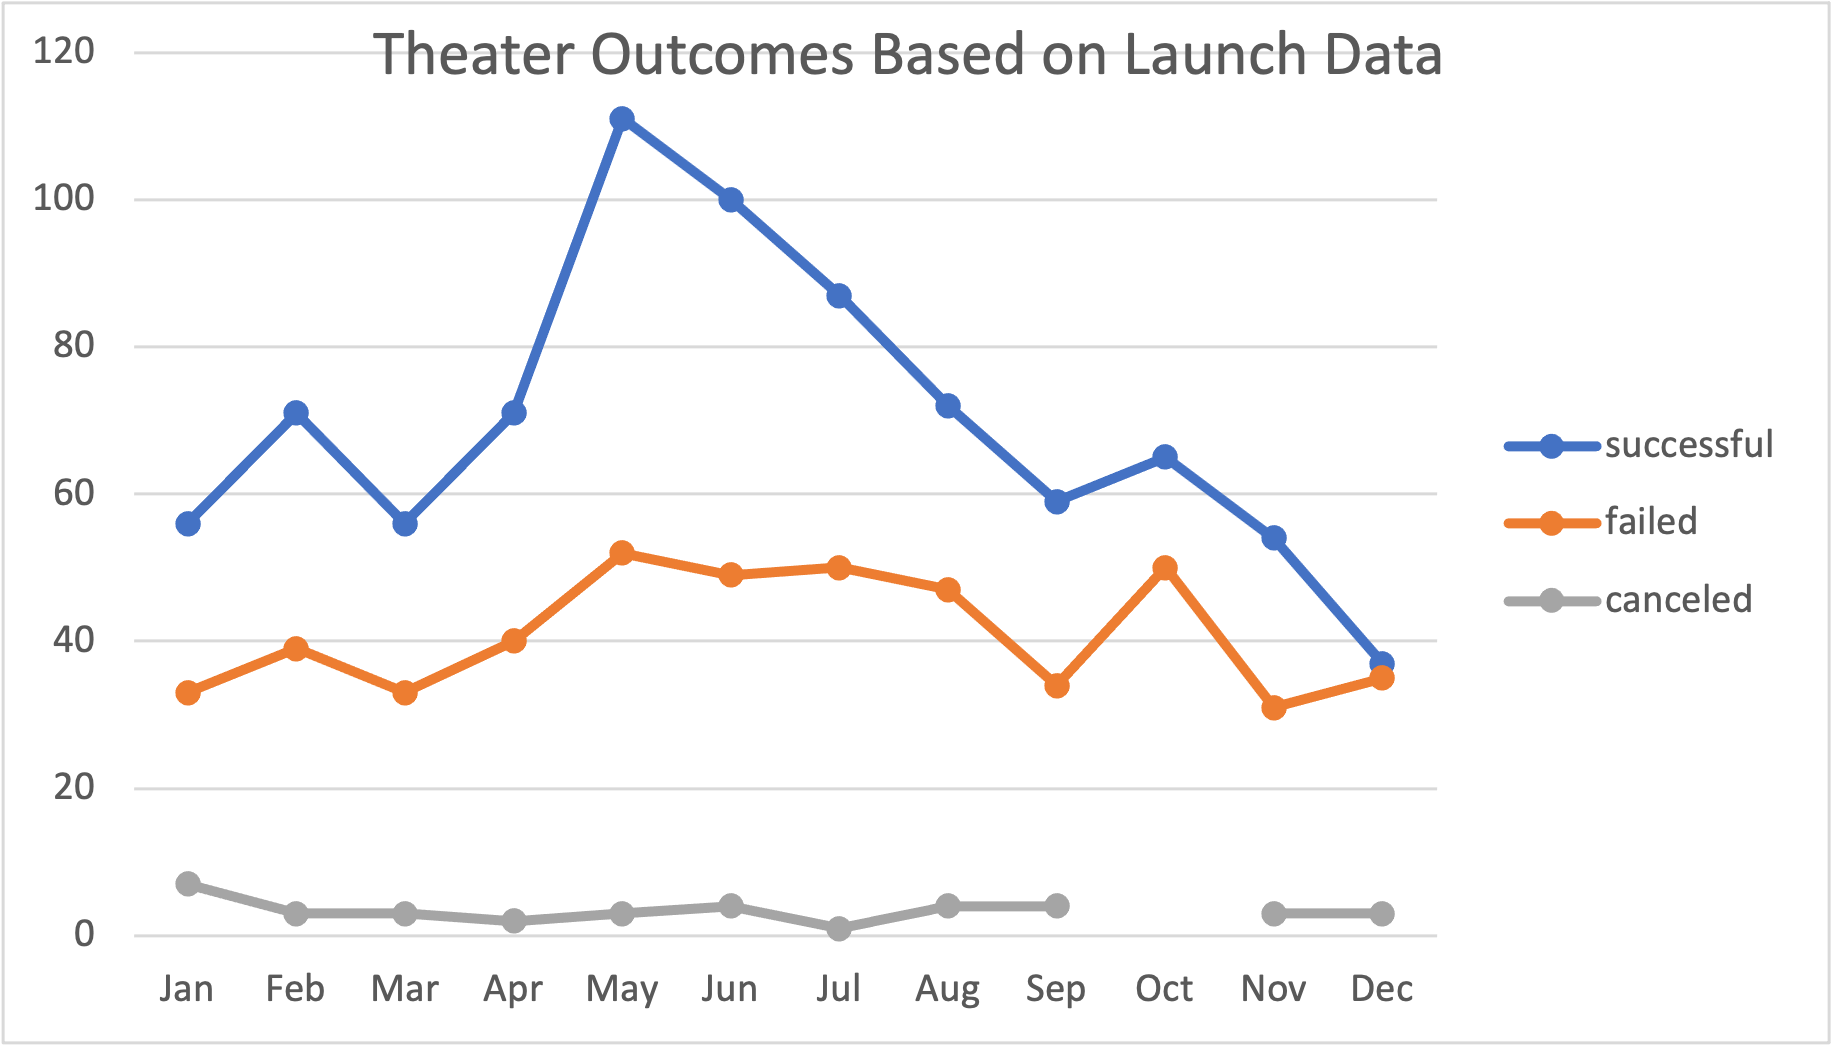 Theater Outcomes Based on Launch Data
120
100
80
60
40
20
0
Jan Feb Mar Apr May Jun Jul Aug Sep Oct Nov Dec
successful
failed
canceled